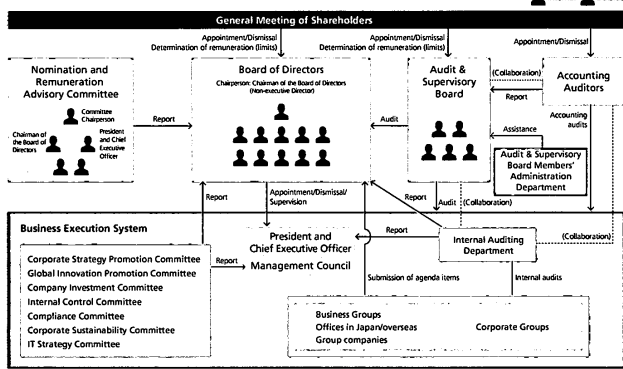 General Meeting of Shareholders
Appointment/Dismissal
Determination of remuneration (limits)
Appointment/Dismissal
Determination of remuneration (limits)
Appointment/Dismissal
Nomination and
Remuneration
Advisory Committee
Committee
Chairperson
Chairman of
the Board of
Directors
President
and Chief
Executive
Officer
Report
Board of Directors
Chairperson: Chairman of the Board of Directors
(Non-executive Director)
Audit
Audit &
Supervisory
Board
(Collaboration)
Report
Accounting
Auditors
Accounting
audits
Assistance
Audit & Supervisory
Board Members'
Administration
Department
Report
Appointment/Dismissal/
Supervision
Report
Audit
(Collaboration)
Business Execution System
Corporate Strategy Promotion Committee
Global Innovation Promotion Committee
Company Investment Committee
Internal Control Committee
Compliance Committee
Corporate Sustainability Committee
IT Strategy Committee
Report
President and
Chief Executive Officer
Management Council
Report
Internal Auditing
Department
(Collaboration)
Submission of agenda items
Internal audits
Business Groups
Offices in Japan/overseas
Group companies
Corporate Groups